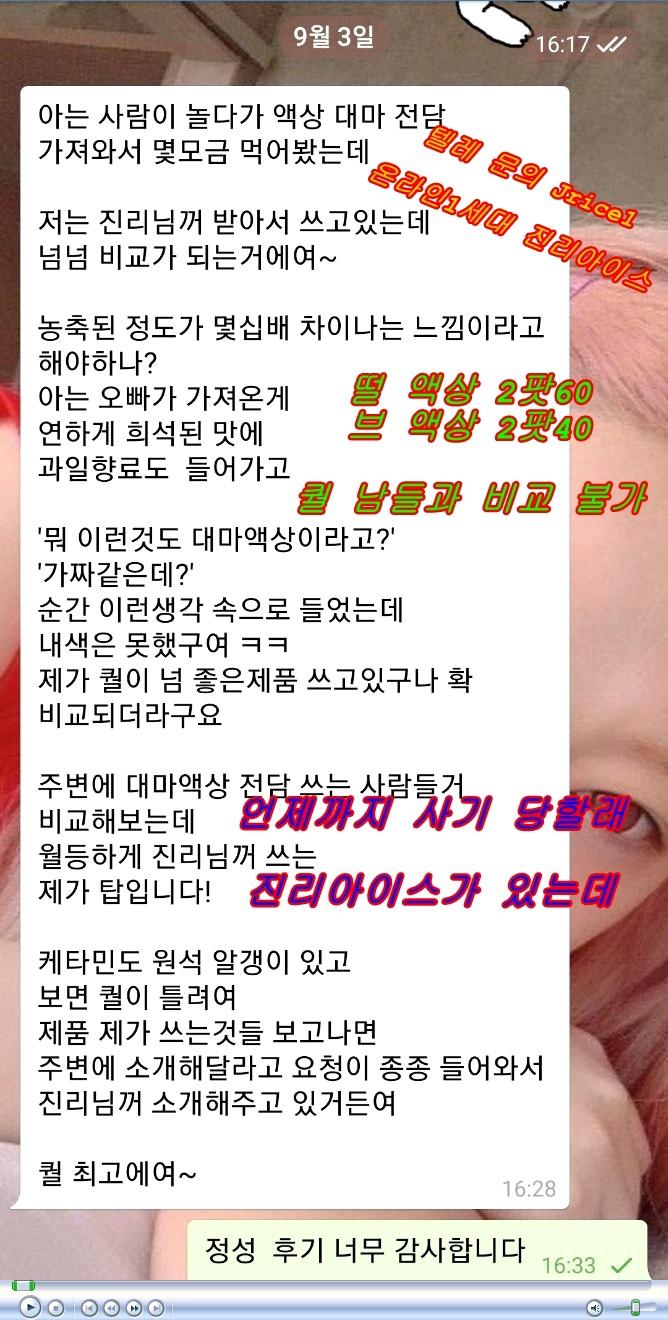 9월 3일
16:17
아는 사람이 놀다가 액상 대마 전담
가져와서 몇모금 먹어봤는데
텔레 문의 Jrice1
온라인1세대 진리아이스
저는 진리님꺼 받아서 쓰고있는데
넘넘 비교가 되는거에여~
농축된 정도가 몇십배 차이나는 느낌이라고
해야하나?
아는 오빠가 가져온게
떨 액상 2팟60
연하게 희석된 맛에
브 액상 2팟40
과일향료도 들어가고
퀄 남들과 비교 불가
'뭐 이런것도 대마액상이라고?'
'가짜같은데?'
순간 이런생각 속으로 들었는데
내색은 못했구여 ㅋㅋ
제가 퀄이 넘 좋은제품 쓰고있구나 확
비교되더라구요
주변에 대마액상 전담 쓰는 사람들거
비교해보는데
언제까지 사기 당할래
월등하게 진리님꺼 쓰는
제가 탑입니다!
진리아이스가 있는데
케타민도 원석 알갱이 있고
보면 퀄이 틀려여
제품 제가 쓰는것들 보고나면
주변에 소개해달라고 요청이 종종 들어와서
진리님꺼 소개해주고 있거든여
퀄 최고에여~
16:28
정성 후기 너무 감사합니다
16:33